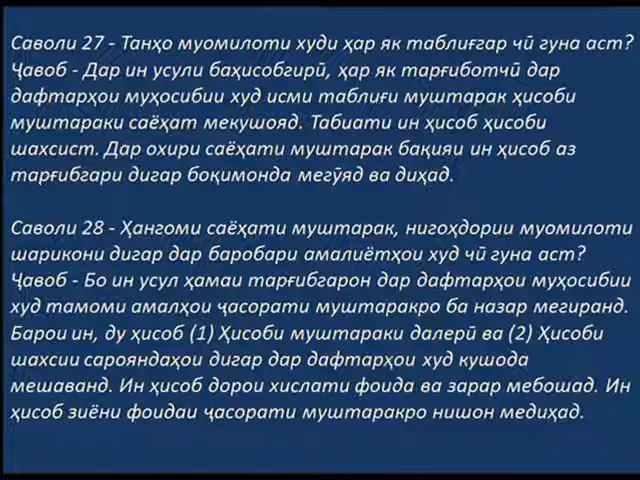 Саволи 27 - Танҳо муомилоти худи ҳар як таблиғгар чӣ гуна аст?
Ҷавоб - Дар ин усули баҳисобгирӣ, ҳар як тарғиботчӣ дар
дафтарҳои муҳосибии худ исми таблиғи муштарак ҳисоби
муштараки саёҳат мекушояд. Табиати ин ҳисоб ҳисоби
шахсист. Дар охири саёҳати муштарак бақияи ин ҳисоб аз
тарғибгари дигар боқимонда мегӯяд ва диҳад.
Саволи 28 - Ҳангоми саёҳати муштарак, нигоҳдории муомилоти
шарикони дигар дар баробари амалиётҳои худ чӣ гуна аст?
Ҷавоб - Бо ин усул ҳамаи тарғибгарон дар дафтарҳои муҳосибии
худ тамоми амалҳои ҷасорати муштаракро ба назар мегиранд.
Барои ин, ду ҳисоб (1) Ҳисоби муштараки далерӣ ва (2) Ҳисоби
шахсии сарояндаҳои дигар дар дафтарҳои худ кушода
мешаванд. Ин ҳисоб дорои хислати фоида ва зарар мебошад. Ин
ҳисоб зиёни фоидаи ҷасорати муштаракро нишон медиҳад.